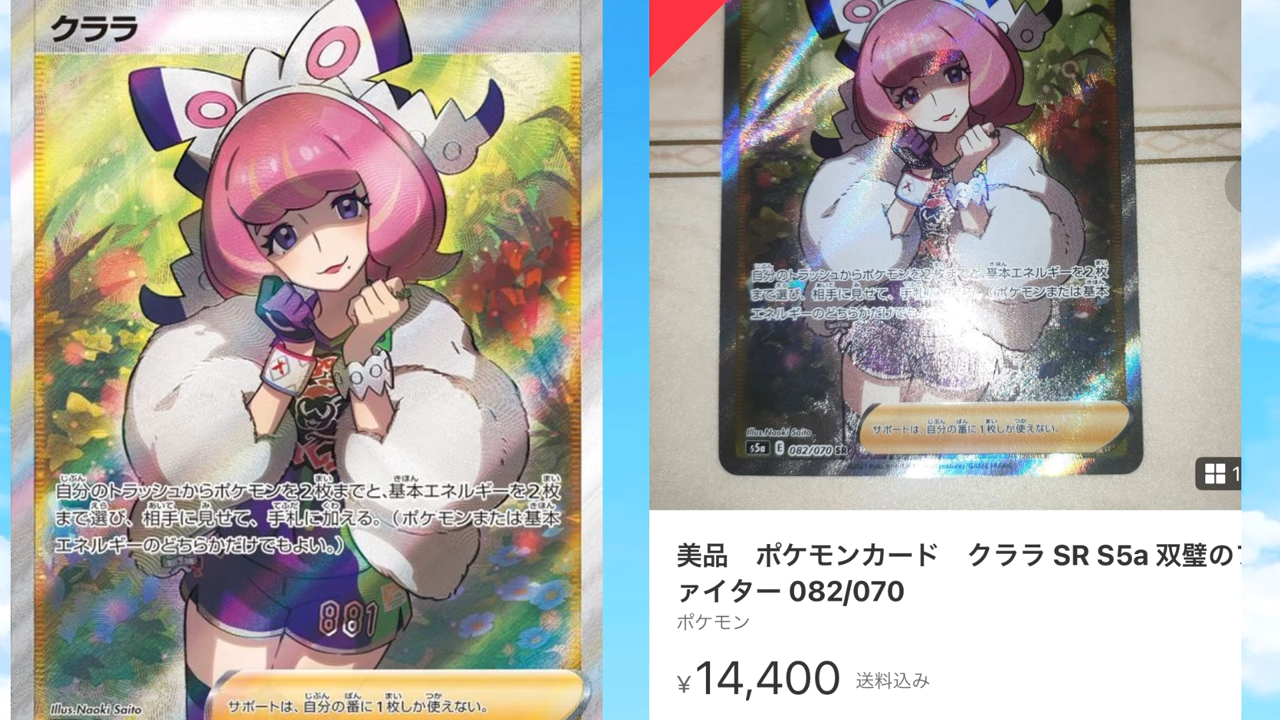 クララ
自分のトラッシュからポケモンを2枚までと、基本エネルギーを2枚
まで選び、相手に見せて、手札に加える。(ポケモンまたは基本
エネルギーのどちらかだけでもよい。)
881
サポートは、自分の番に1枚しか使えない。
Illus.Naoki Saito
自分のトラッシュからポケモンを2枚までと、基本エネルギーを2枚
まで選び、相手に見せて、手札に (ポケモンまたは基本
エネルギーのどちらかだけでも
サポートは、自分の番に1枚しか使えない。
Illus.Naoki Saito
s5a E 082/070 SR
1
美品 ポケモンカード クララ SR S5a 双璧のフ
ァイター 082/070
ポケモン
¥14,400 送料込み